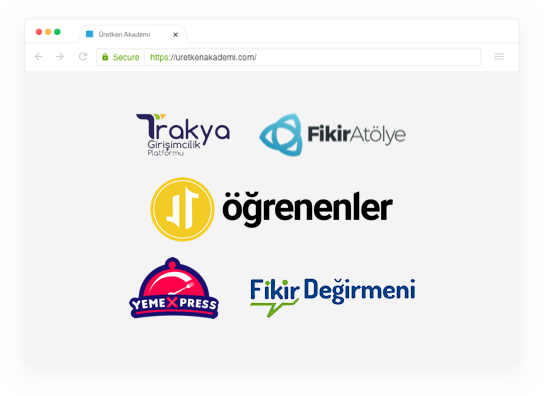 Üretken Akademi
Secure
https://uretkenakademi.com/
Trakya
Girişimcilik
Platformu
FikirAtölye
öğrenenler
YEMEXPRESS
Fikir Değirmeni